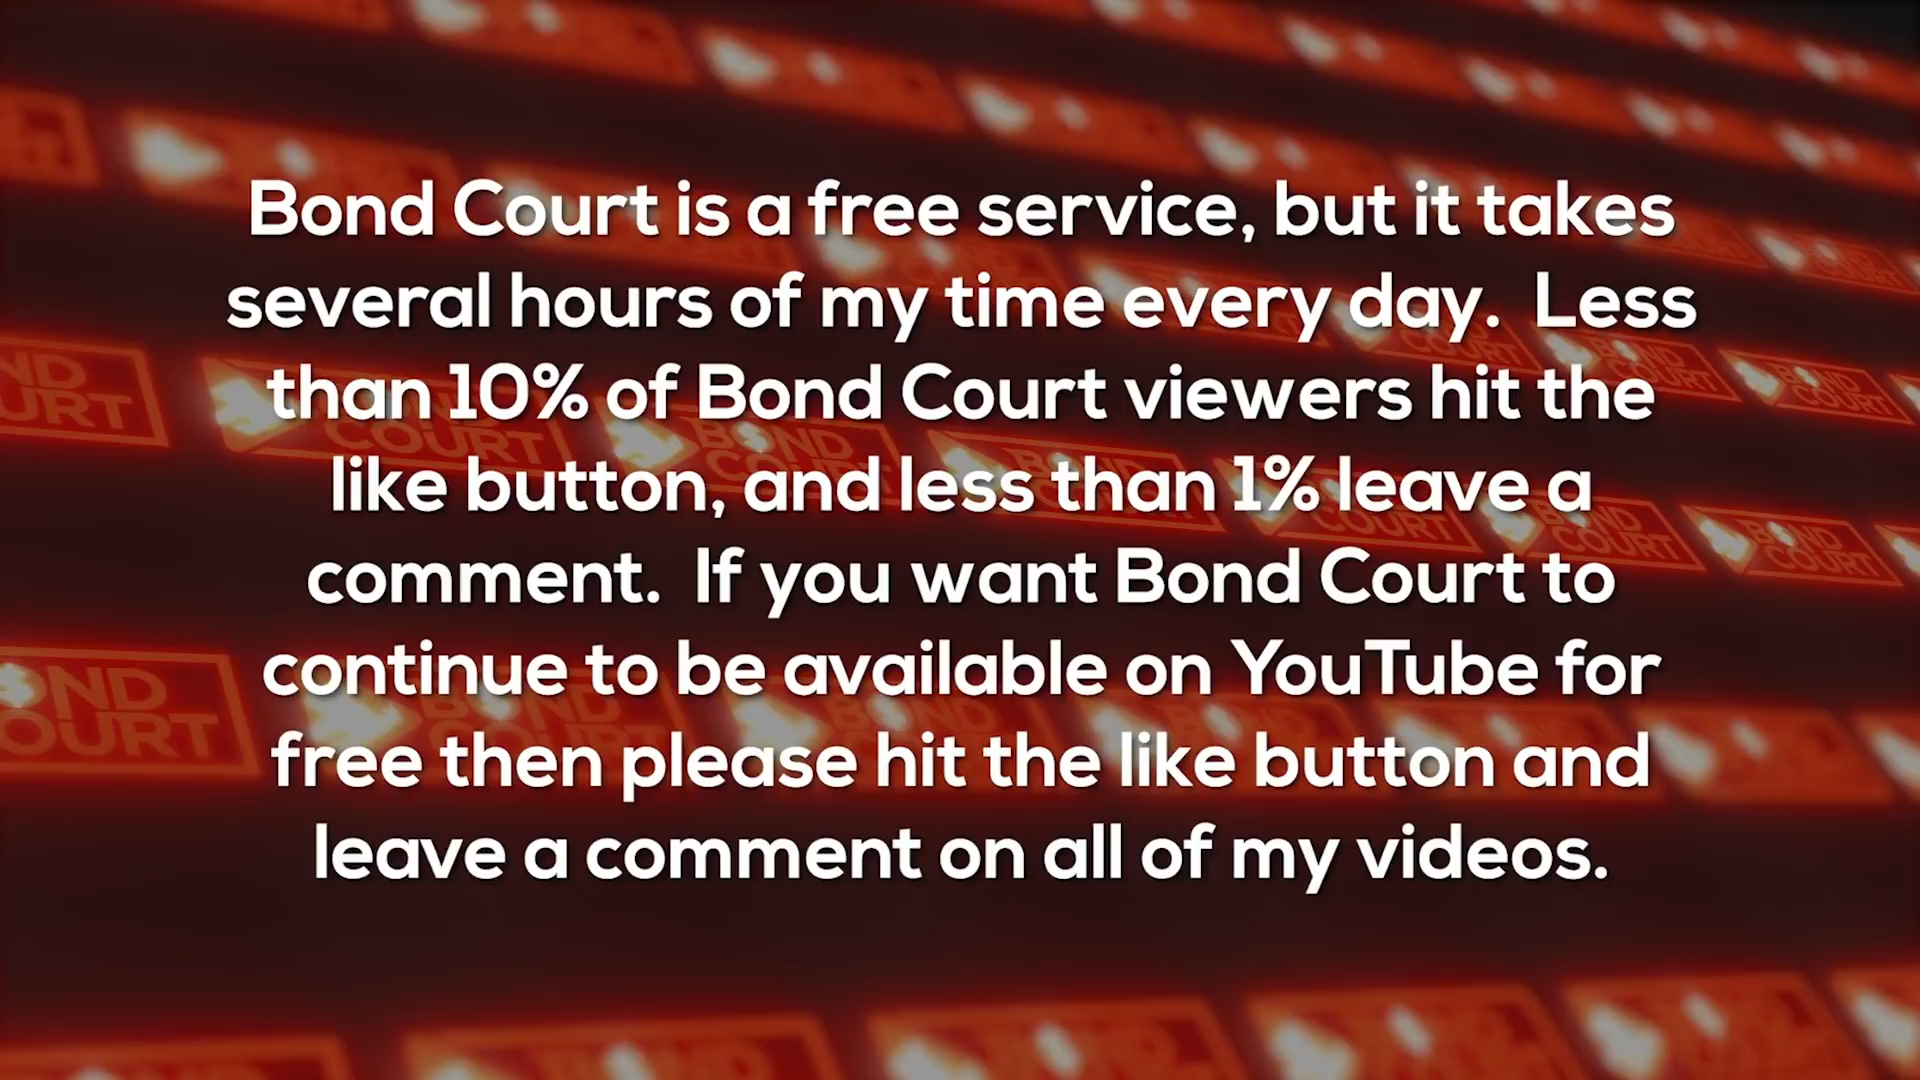 Bond Court is a free service, but it takes
several hours of my time every day.  Less
than 10% of Bond Court viewers hit the
like button, and less than 1% leave a
comment.  If you want Bond Court to
continue to be available on YouTube for
free then please hit the like button and
leave a comment on all of my videos.
BOND
COURT